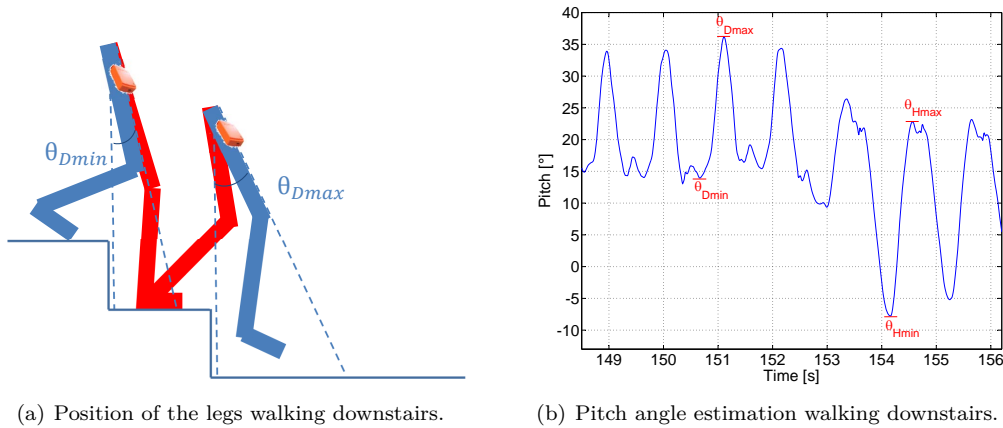 θDmin
θDmax
40
35
30
25
20
15
10
5
0
-5
-10
Pitch [°]
θDmax
θDmin
θHmax
θHmin
149 150 151 152 153 154 155 156
Time [s]
(a) Position of the legs walking downstairs.
(b) Pitch angle estimation walking downstairs.